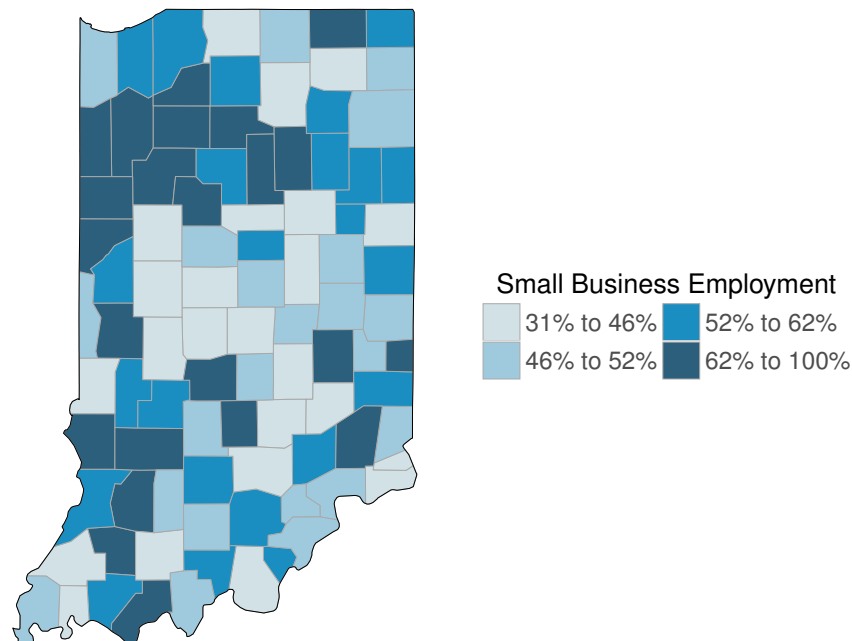 Small Business Employment
31% to 46% 52% to 62%
46% to 52% 62% to 100%